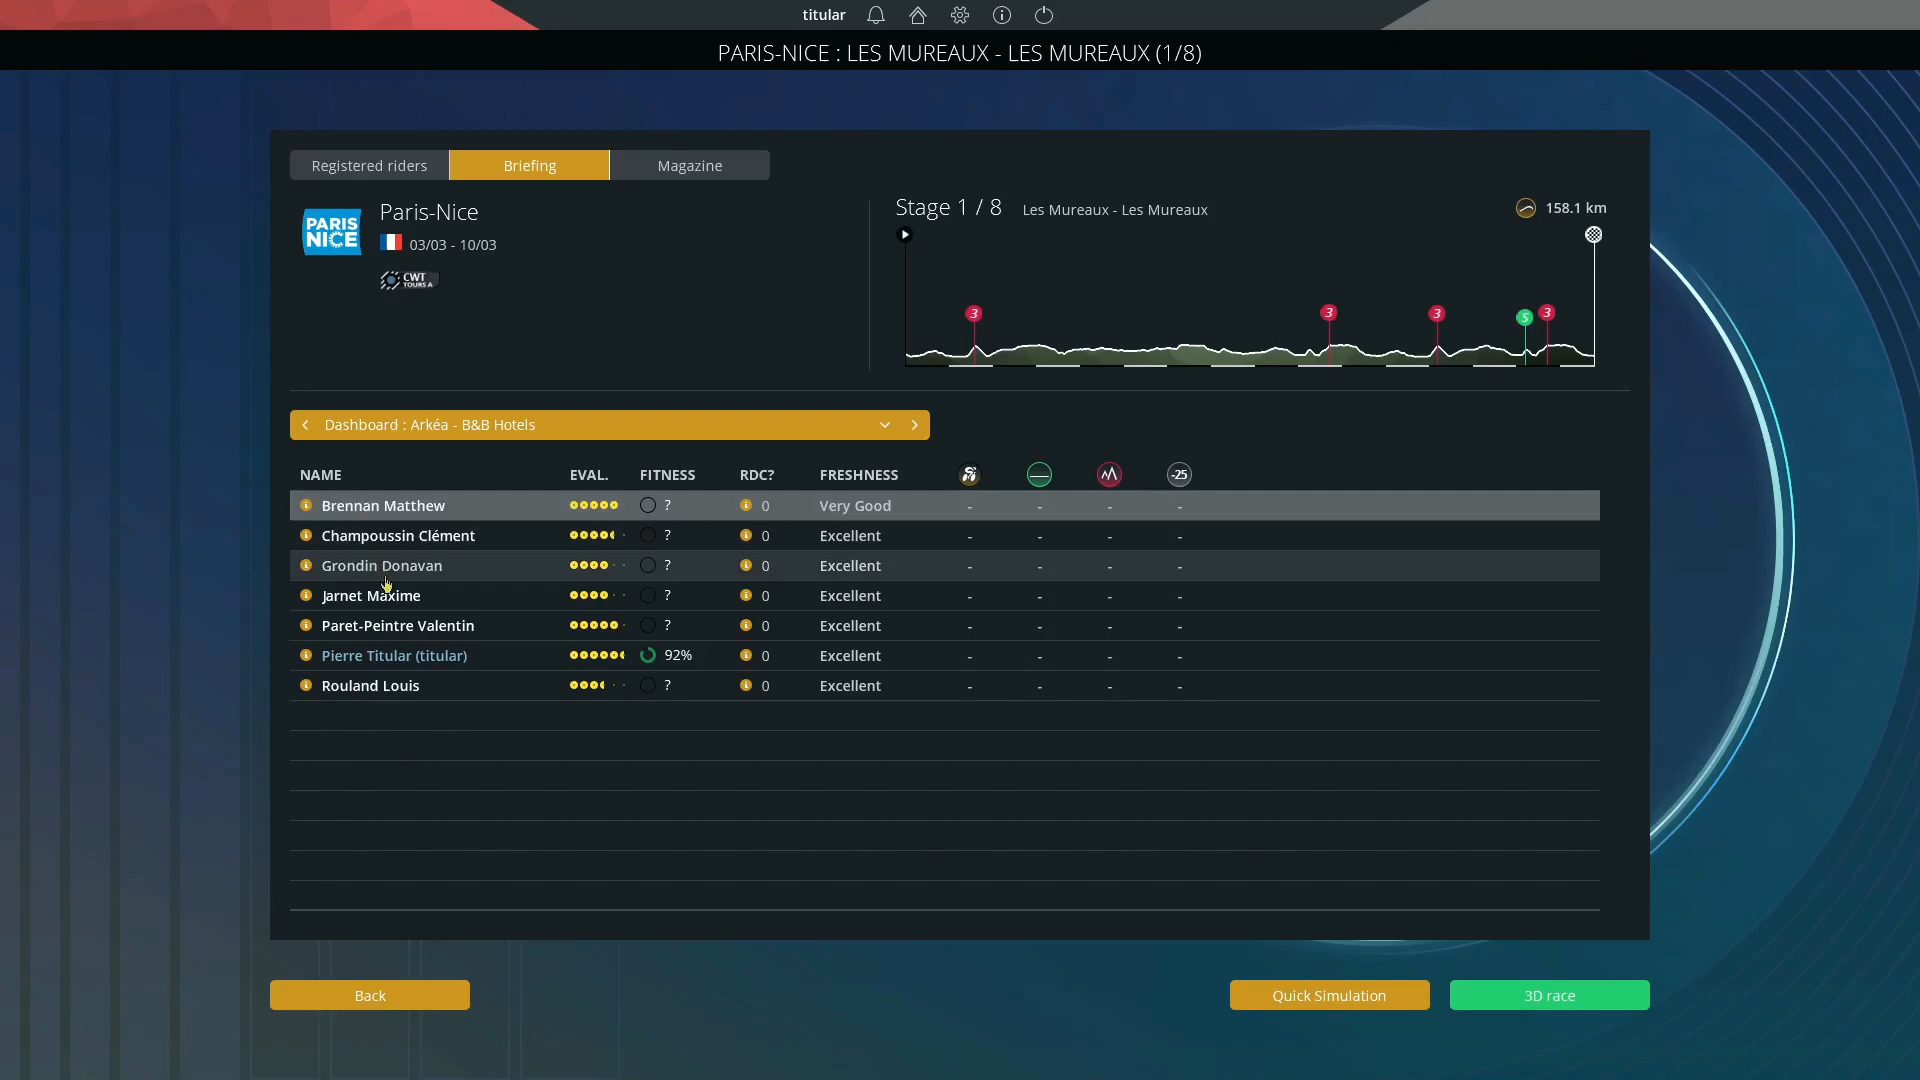 titular
PARIS-NICE : LES MUREAUX - LES MUREAUX (1/8)
Registered riders Briefing Magazine
PARIS NICE
Paris-Nice
03/03 - 10/03
CWT TOURS A
Stage 1 / 8 Les Mureaux - Les Mureaux 158.1 km
3 3 3 S 3
Dashboard : Arkéa - B&B Hotels
NAME EVAL. FITNESS RDC? FRESHNESS -25
Brennan Matthew ? 0 Very Good - - - -
Champoussin Clément ? 0 Excellent - - - -
Grondin Donavan ? 0 Excellent - - - -
Jarnet Maxime ? 0 Excellent - - - -
Paret-Peintre Valentin ? 0 Excellent - - - -
Pierre Titular (titular) 92% 0 Excellent - - - -
Rouland Louis ? 0 Excellent - - - -
Back Quick Simulation 3D race